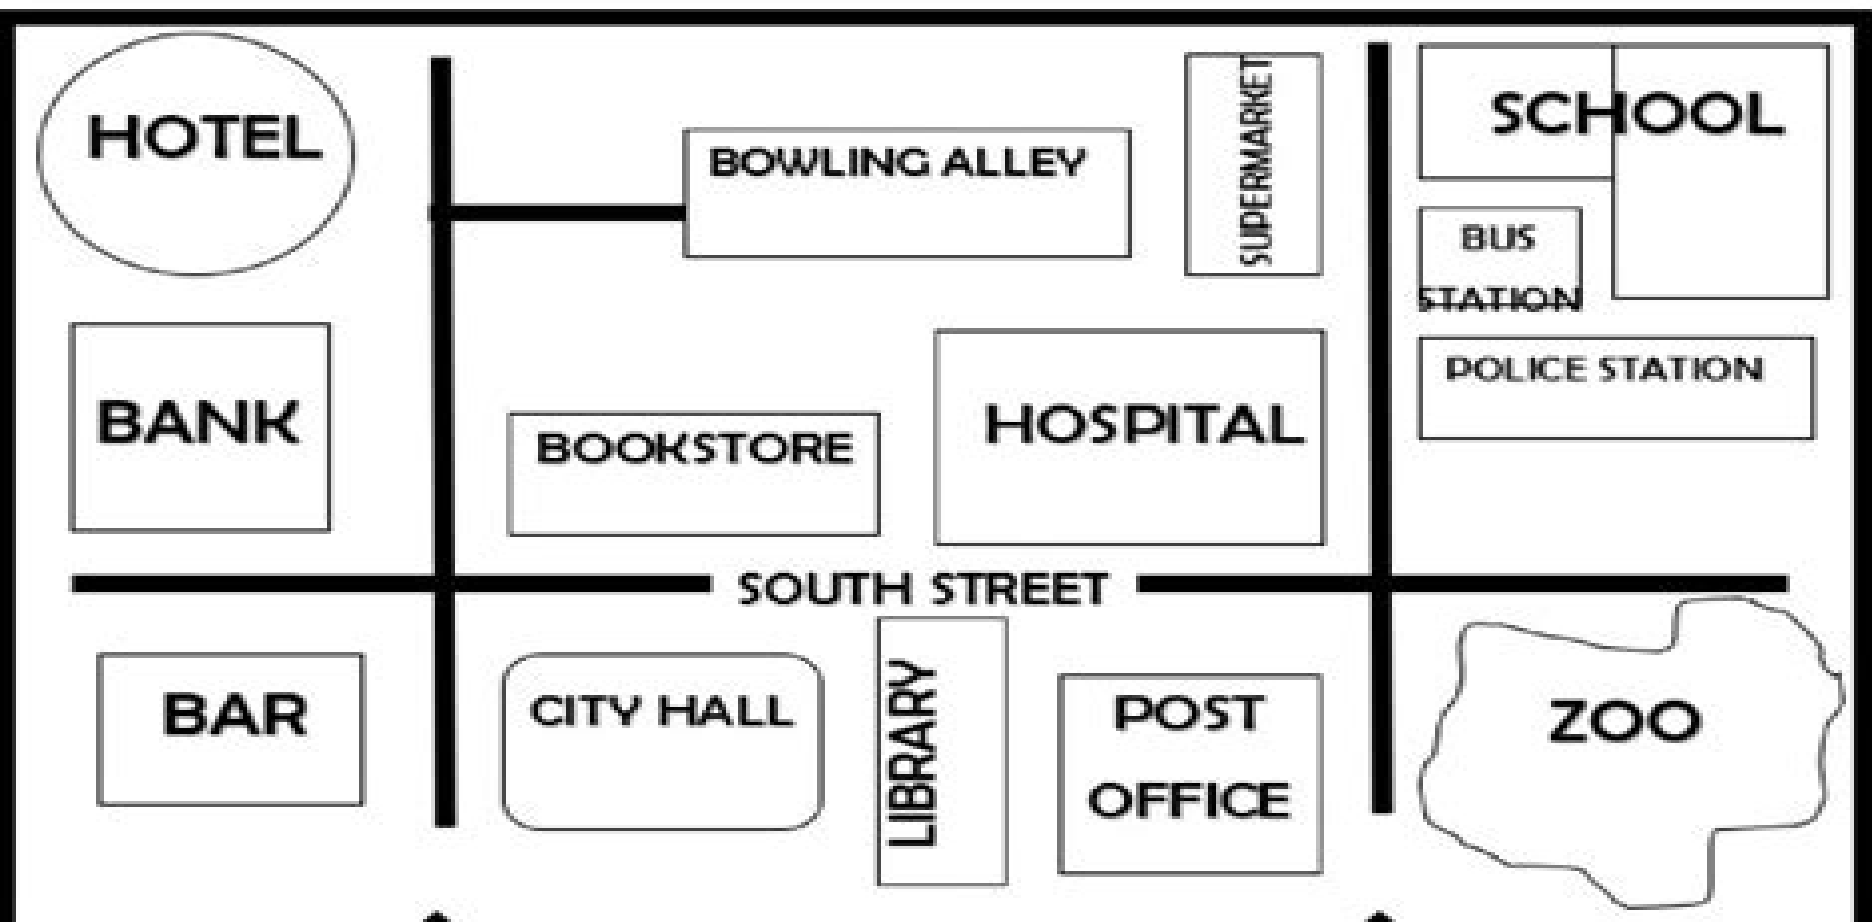 HOTEL
BOWLING ALLEY
SUPERMARKET
SCHOOL
BUS
STATION
POLICE STATION
BANK
BOOKSTORE
HOSPITAL
SOUTH STREET
BAR
CITY HALL
LIBRARY
POST
OFFICE
ZOO